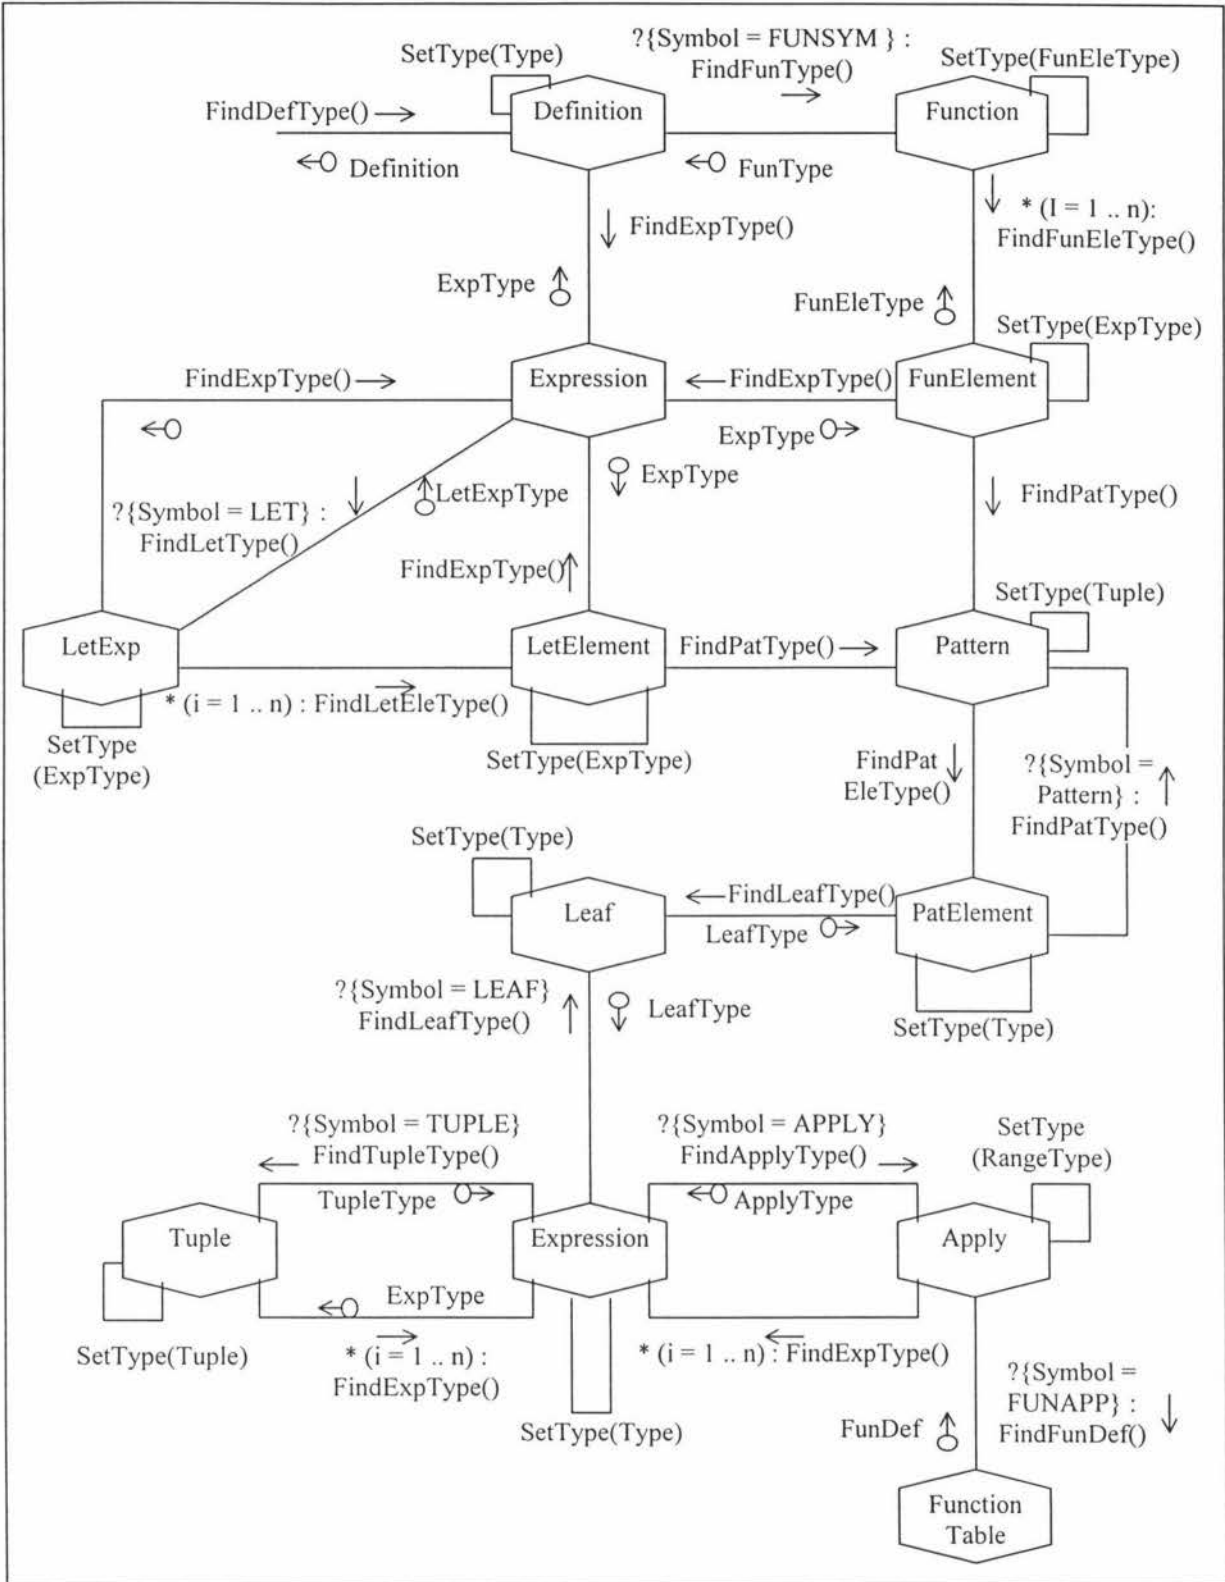 ?{Symbol = FUNSYM } :
SetType(Type)
FindFunType()
SetType(FunEleType)
FindDefType()
Definition
Function
Definition
FunType
* (I = 1 .. n):
FindFunEleType()
FindExpType()
ExpType
FunEleType
SetType(ExpType)
FindExpType()
Expression
FindExpType()
FunElement
ExpType
ExpType
?{Symbol = LET} :
FindLetType()
LetExpType
FindPatType()
FindExpType()
SetType(Tuple)
LetExp
LetElement
FindPatType()
Pattern
* (i = 1 .. n) : FindLetEleType()
SetType
(ExpType)
SetType(ExpType)
FindPat
EleType()
?{Symbol =
Pattern} :
FindPatType()
SetType(Type)
Leaf
FindLeafType()
PatElement
LeafType
?{Symbol = LEAF}
FindLeafType()
LeafType
SetType(Type)
?{Symbol = TUPLE}
FindTupleType()
?{Symbol = APPLY}
FindApplyType()
SetType
(RangeType)
TupleType
ApplyType
Tuple
Expression
Apply
ExpType
SetType(Tuple)
* (i = 1 .. n) :
FindExpType()
* (i = 1 .. n) : FindExpType()
?{Symbol =
FUNAPP} :
FindFunDef()
SetType(Type)
FunDef
Function
Table